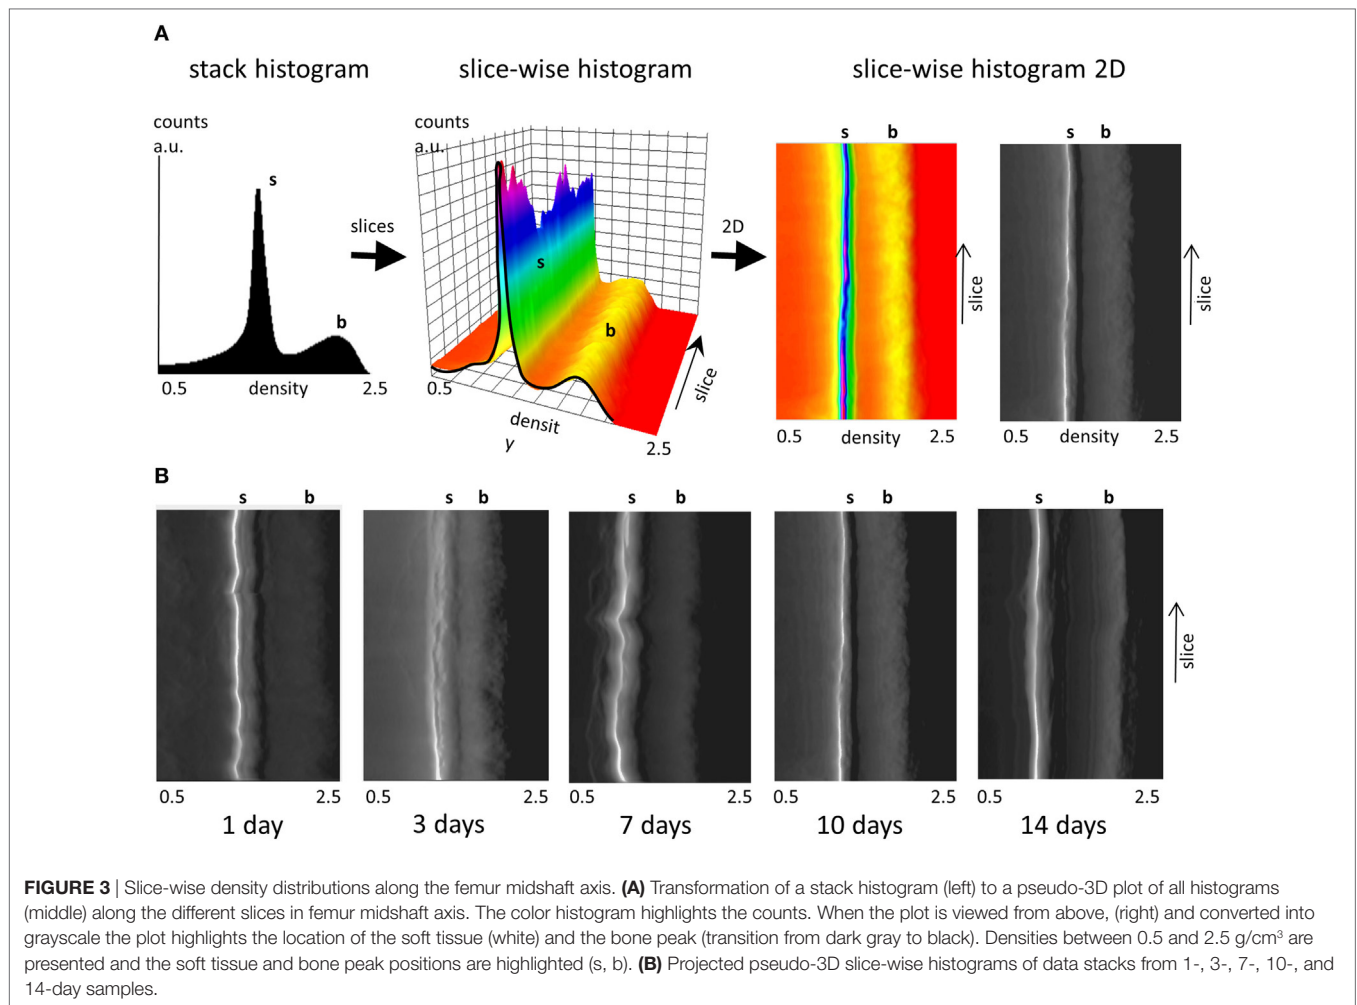 A
stack histogram
slice-wise histogram
slice-wise histogram 2D
counts
a.u.
s
b
0.5
density
2.5
slices
counts
a.u.
s
b
0.5
densit
y
2.5
slice
2D
s b
slice
0.5 density 2.5
s b
slice
0.5 density 2.5
B
s b
s b
s b
s b
s b
slice
0.5 2.5
0.5 2.5
0.5 2.5
0.5 2.5
0.5 2.5
1 day
3 days
7 days
10 days
14 days
FIGURE 3 | Slice-wise density distributions along the femur midshaft axis. (A) Transformation of a stack histogram (left) to a pseudo-3D plot of all histograms
(middle) along the different slices in femur midshaft axis. The color histogram highlights the counts. When the plot is viewed from above, (right) and converted into
grayscale the plot highlights the location of the soft tissue (white) and the bone peak (transition from dark gray to black). Densities between 0.5 and 2.5 g/cm³ are
presented and the soft tissue and bone peak positions are highlighted (s, b). (B) Projected pseudo-3D slice-wise histograms of data stacks from 1-, 3-, 7-, 10-, and
14-day samples.